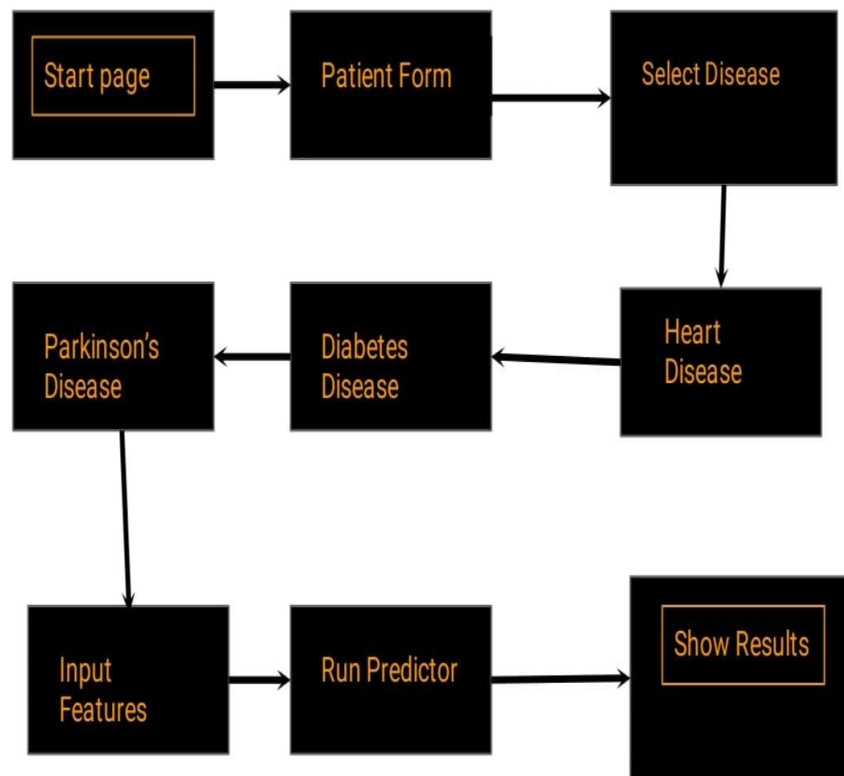 Start page
Patient Form
Select Disease
Heart
Disease
Diabetes
Disease
Parkinson's
Disease
Input
Features
Run Predictor
Show Results